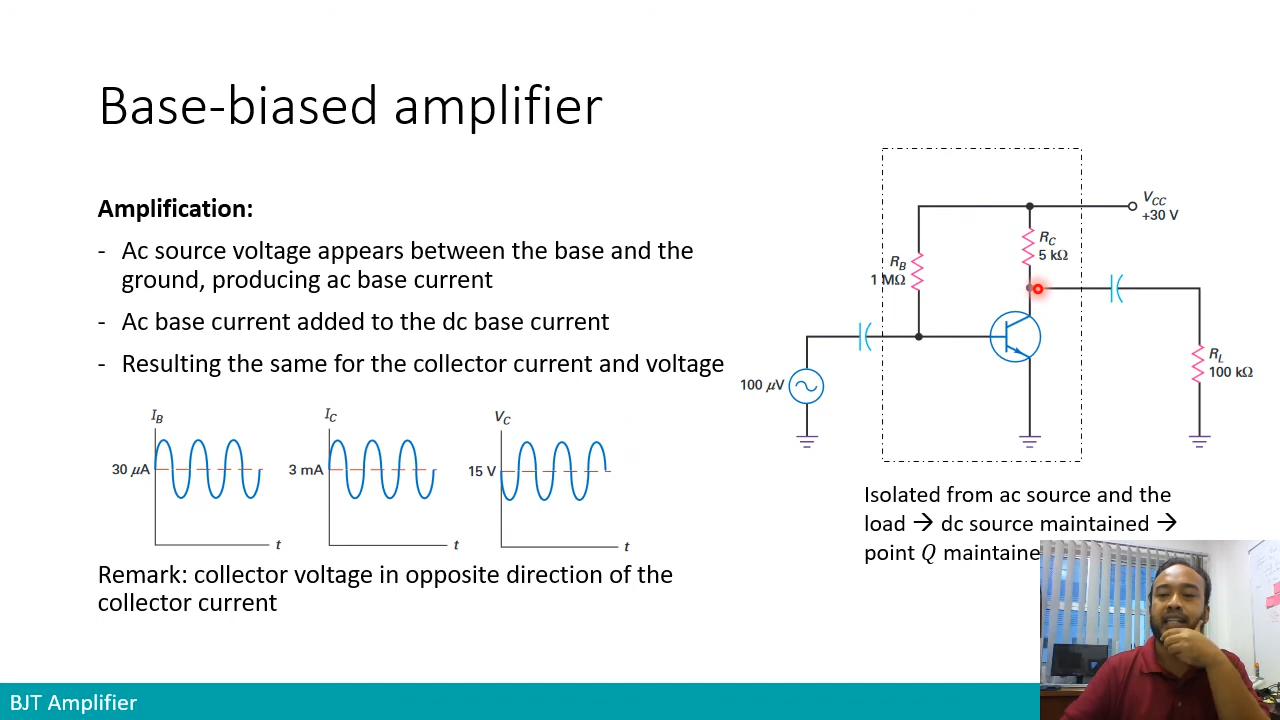 Base-biased amplifier
Amplification:
- Ac source voltage appears between the base and the
ground, producing ac base current
- Ac base current added to the dc base current
- Resulting the same for the collector current and voltage
I_B
30 μA
t
I_C
3 mA
t
V_C
15 V
t
Remark: collector voltage in opposite direction of the
collector current
V_CC
+30 V
R_C
5 kΩ
R_B
1 MΩ
R_L
100 kΩ
100 μV
Isolated from ac source and the
load → dc source maintained →
point Q maintaine
BJT Amplifier